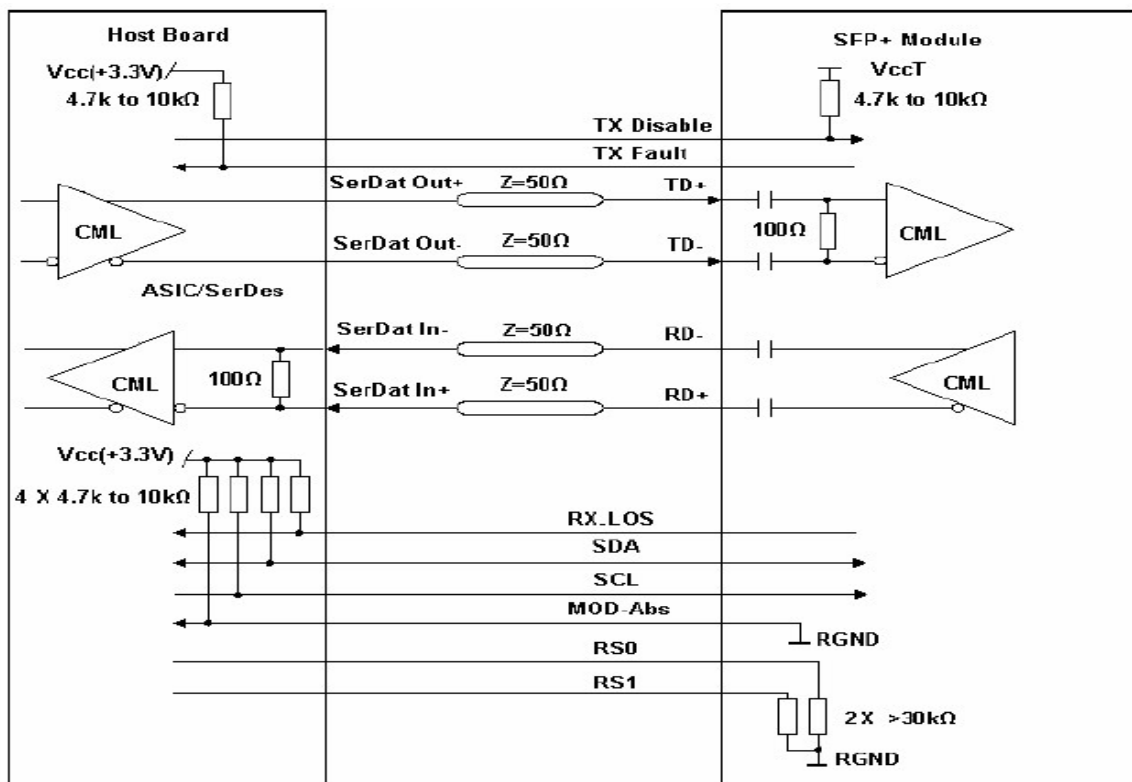 Host Board
SFP+ Module
Vcc(+3.3V)
4.7k to 10kΩ
VccT
4.7k to 10kΩ
TX Disable
TX Fault
SerDat Out+
Z=50Ω
TD+
CML
100Ω
CML
SerDat Out-
Z=50Ω
TD-
ASIC/SerDes
SerDat In-
Z=50Ω
RD-
CML
100Ω
CML
SerDat In+
Z=50Ω
RD+
Vcc(+3.3V)
4 X 4.7k to 10kΩ
RX-LOS
SDA
SCL
MOD-Abs
RGND
RS0
RS1
2X >30kΩ
RGND